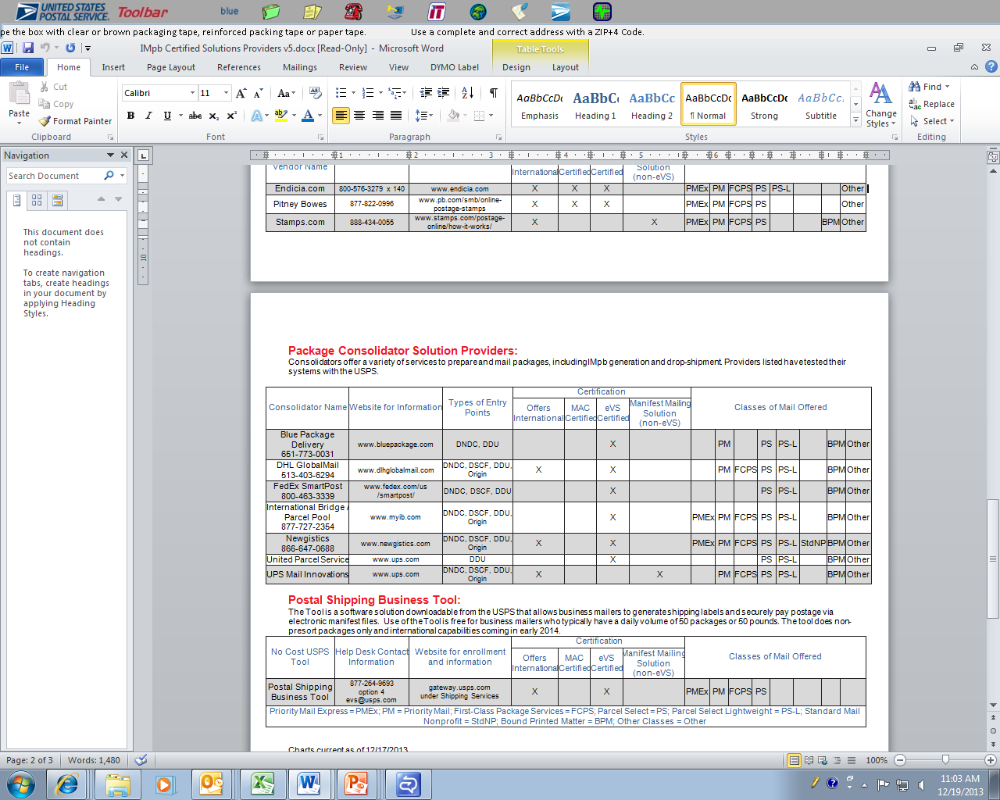 UNITED STATES
POSTAL SERVICE.
Toolbar
blue
pe the box with clear or brown packaging tape, reinforced packing tape or paper tape. Use a complete and correct address with a ZIP+4 Code.
IMpb Certified Solutions Providers v5.docx [Read-Only] - Microsoft Word
Table Tools
File Home Insert Page Layout References Mailings Review View DYMO Label Design Layout
Paste
Cut
Copy
Format Painter
Clipboard
Calibri 11
Font
Paragraph
AaBbCcDc AaBbCc AaBbCc AaBbCcDc AaBbCcDc AaBbCc.
Emphasis Heading 1 Heading 2 ¶ Normal Strong Subtitle
Change Styles
Styles
Find
Replace
Select
Editing
Navigation
Search Document
This document does
not contain
headings.
To create navigation
tabs, create headings
in your document by
applying Heading
Styles.
Vendor Name International Certified Certified Solution (non-eVS)
Endicia.com 800-576-3279 x 140 www.endicia.com X X X PMEx PM FCPS PS PS-L Other
Pitney Bowes 877-822-0996 www.pb.com/smb/online-postage-stamps X X X PMEx PM FCPS PS Other
Stamps.com 888-434-0055 www.stamps.com/postage-online/how-it-works/ X X PMEx PM FCPS PS BPM Other
Package Consolidator Solution Providers:
Consolidators offer a variety of services to prepare and mail packages, including IMpb generation and drop-shipment. Providers listed have tested their
systems with the USPS.
Certification
Consolidator Name Website for Information Types of Entry Points Offers International MAC Certified eVS Certified Manifest Mailing Solution (non-eVS) Classes of Mail Offered
Blue Package Delivery 651-773-0031 www.bluepackage.com DNDC, DDU X PM PS PS-L BPM Other
DHL GlobalMail 513-403-6294 www.dlhglobalmail.com DNDC, DSCF, DDU, Origin X X PM FCPS PS PS-L BPM Other
FedEx SmartPost 800-463-3339 www.fedex.com/us/smartpost/ DNDC, DSCF, DDU X PS PS-L BPM Other
International Bridge / Parcel Pool 877-727-2354 www.myib.com DNDC, DSCF, DDU, Origin X PMEx PM FCPS PS PS-L BPM Other
Newgistics 866-647-0688 www.newgistics.com DNDC, DSCF, DDU, Origin X X PMEx PM FCPS PS PS-L StdNP BPM Other
United Parcel Service www.ups.com DDU X PS PS-L BPM Other
UPS Mail Innovations www.ups.com DNDC, DSCF, DDU, Origin X X PM FCPS PS PS-L BPM Other
Postal Shipping Business Tool:
The Tool is a software solution downloadable from the USPS that allows business mailers to generate shipping labels and securely pay postage via
electronic manifest files. Use of the Tool is free for business mailers who typically have a daily volume of 50 packages or 50 pounds. The tool does non-
presort packages only and international capabilities coming in early 2014.
Certification
No Cost USPS Tool Help Desk Contact Information Website for enrollment and information Offers International MAC Certified eVS Certified Manifest Mailing Solution (non-eVS) Classes of Mail Offered
Postal Shipping Business Tool 877-264-9693 option 4 evs@usps.com gateway.usps.com under Shipping Services X X PMEx PM FCPS PS
Priority Mail Express = PMEx; PM = Priority Mail; First-Class Package Services = FCPS; Parcel Select = PS; Parcel Select Lightweight = PS-L; Standard Mail
Nonprofit = StdNP; Bound Printed Matter = BPM; Other Classes = Other
Charts current as of 12/17/2013
Page: 2 of 3 Words: 1,480 100%
11:03 AM
12/19/2013